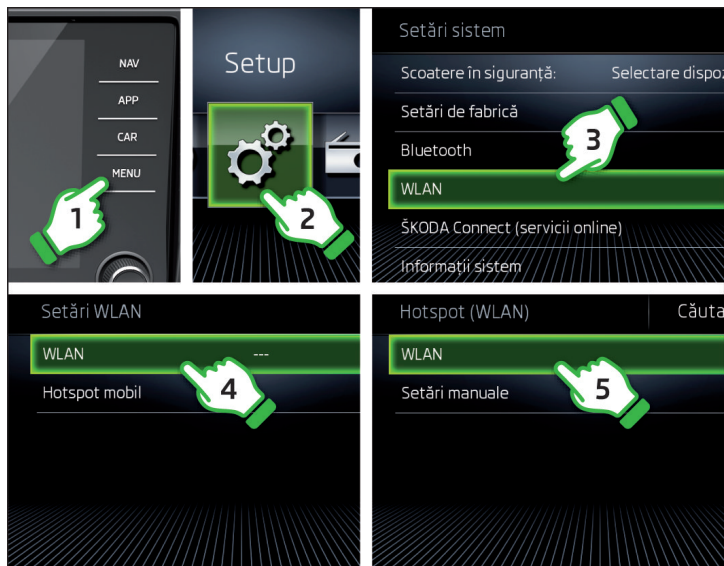 NAV
APP
CAR
MENU
1
Setup
2
Setări sistem
Scoatere în siguranță: Selectare dispoz
Setări de fabrică
Bluetooth
3
WLAN
ŠKODA Connect (servicii online)
Informații sistem
Setări WLAN
WLAN ---
Hotspot mobil
4
Hotspot (WLAN) Căuta
WLAN
Setări manuale
5